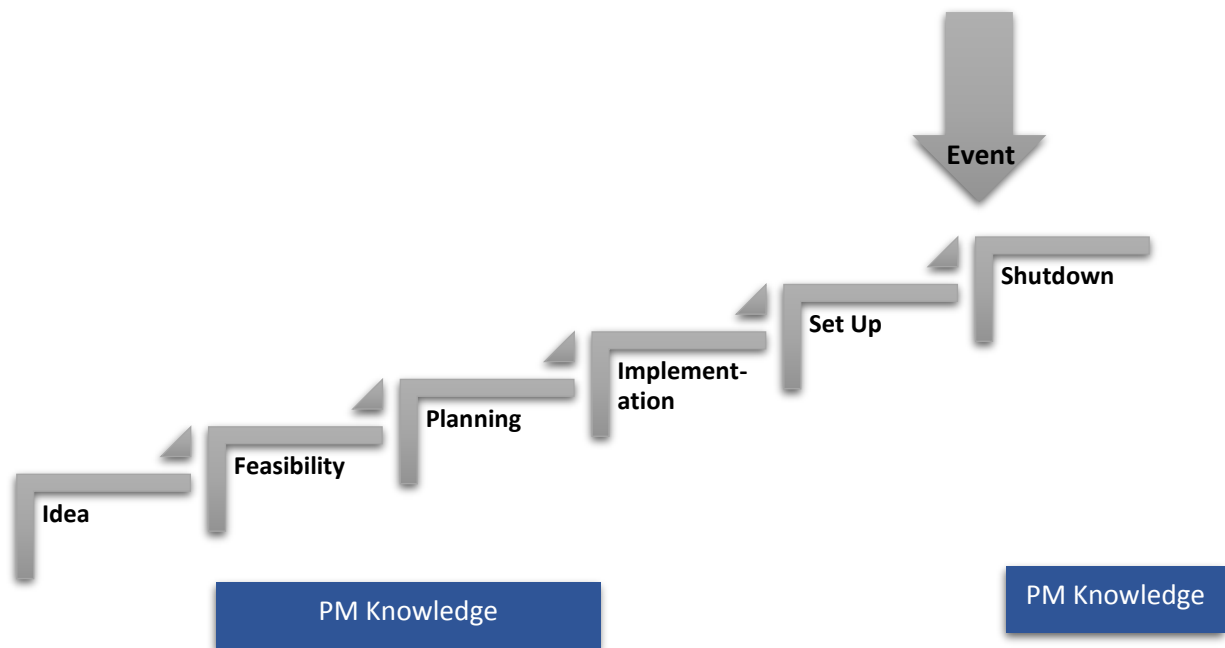 Event
Shutdown
Set Up
Implement-
ation
Planning
Feasibility
Idea
PM Knowledge
PM Knowledge